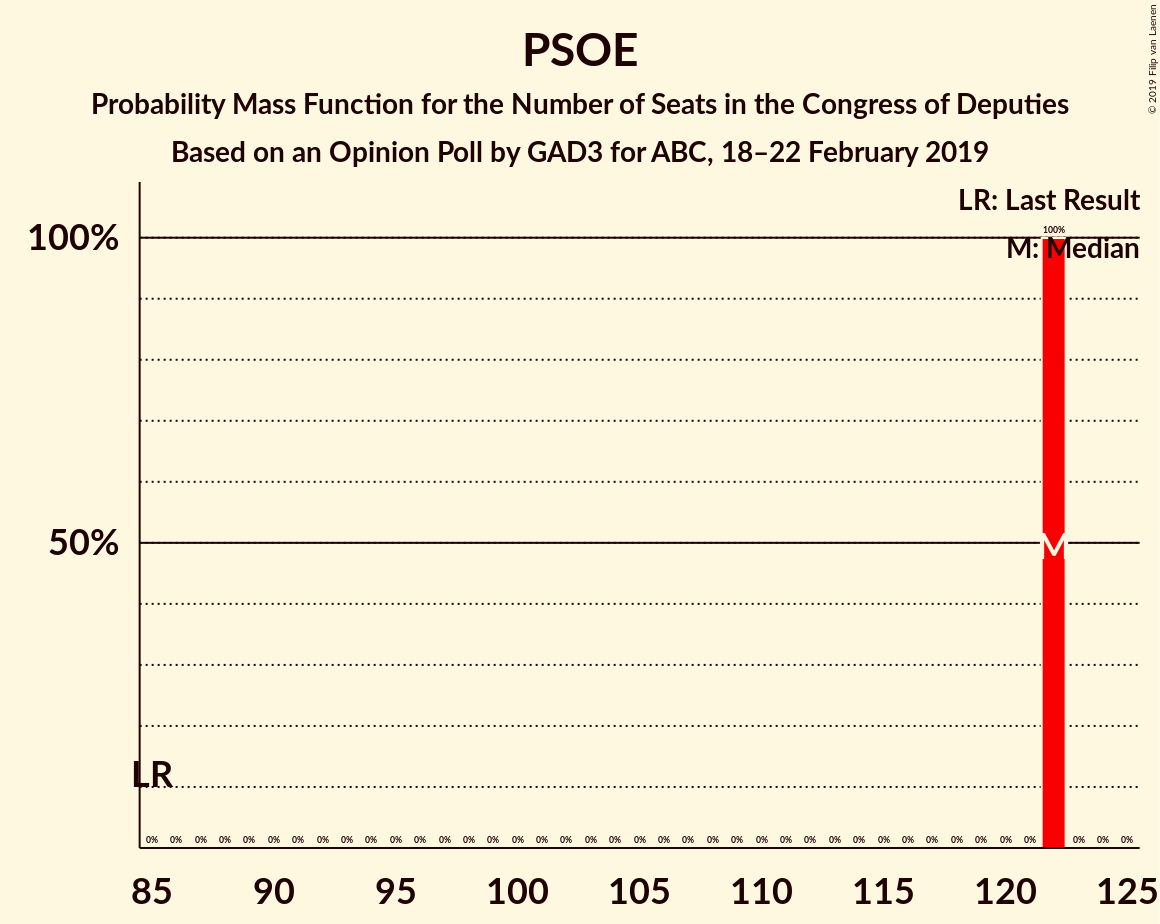 PSOE
Probability Mass Function for the Number of Seats in the Congress of Deputies
Based on an Opinion Poll by GAD3 for ABC, 18–22 February 2019
© 2019 Filip van Laenen
LR: Last Result
M: Median
100%
100%
50%
M
LR
0% 0% 0% 0% 0% 0% 0% 0% 0% 0% 0% 0% 0% 0% 0% 0% 0% 0% 0% 0% 0% 0% 0% 0% 0% 0% 0% 0% 0% 0% 0% 0% 0% 0% 0% 0% 0% 0% 0% 0%
85 90 95 100 105 110 115 120 125